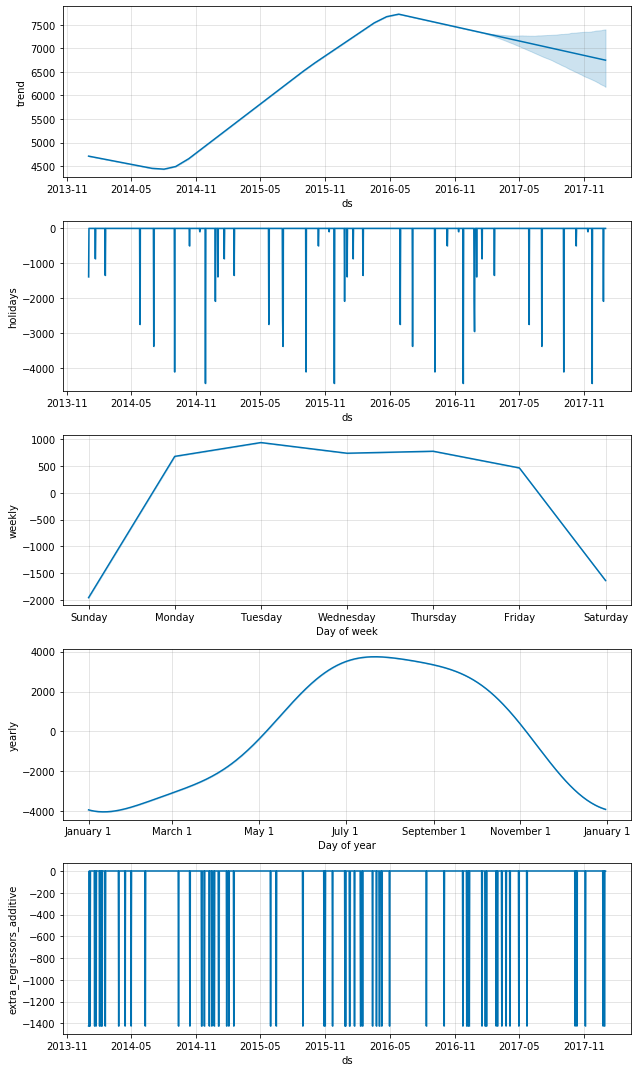 7500
7000
6500
6000
5500
5000
4500
trend
2013-11 2014-05 2014-11 2015-05 2015-11 2016-05 2016-11 2017-05 2017-11
ds
0
−1000
−2000
−3000
−4000
holidays
2013-11 2014-05 2014-11 2015-05 2015-11 2016-05 2016-11 2017-05 2017-11
ds
1000
500
0
−500
−1000
−1500
−2000
weekly
Sunday Monday Tuesday Wednesday Thursday Friday Saturday
Day of week
4000
2000
0
−2000
−4000
yearly
January 1 March 1 May 1 July 1 September 1 November 1 January 1
Day of year
0
−200
−400
−600
−800
−1000
−1200
−1400
extra_regressors_additive
2013-11 2014-05 2014-11 2015-05 2015-11 2016-05 2016-11 2017-05 2017-11
ds